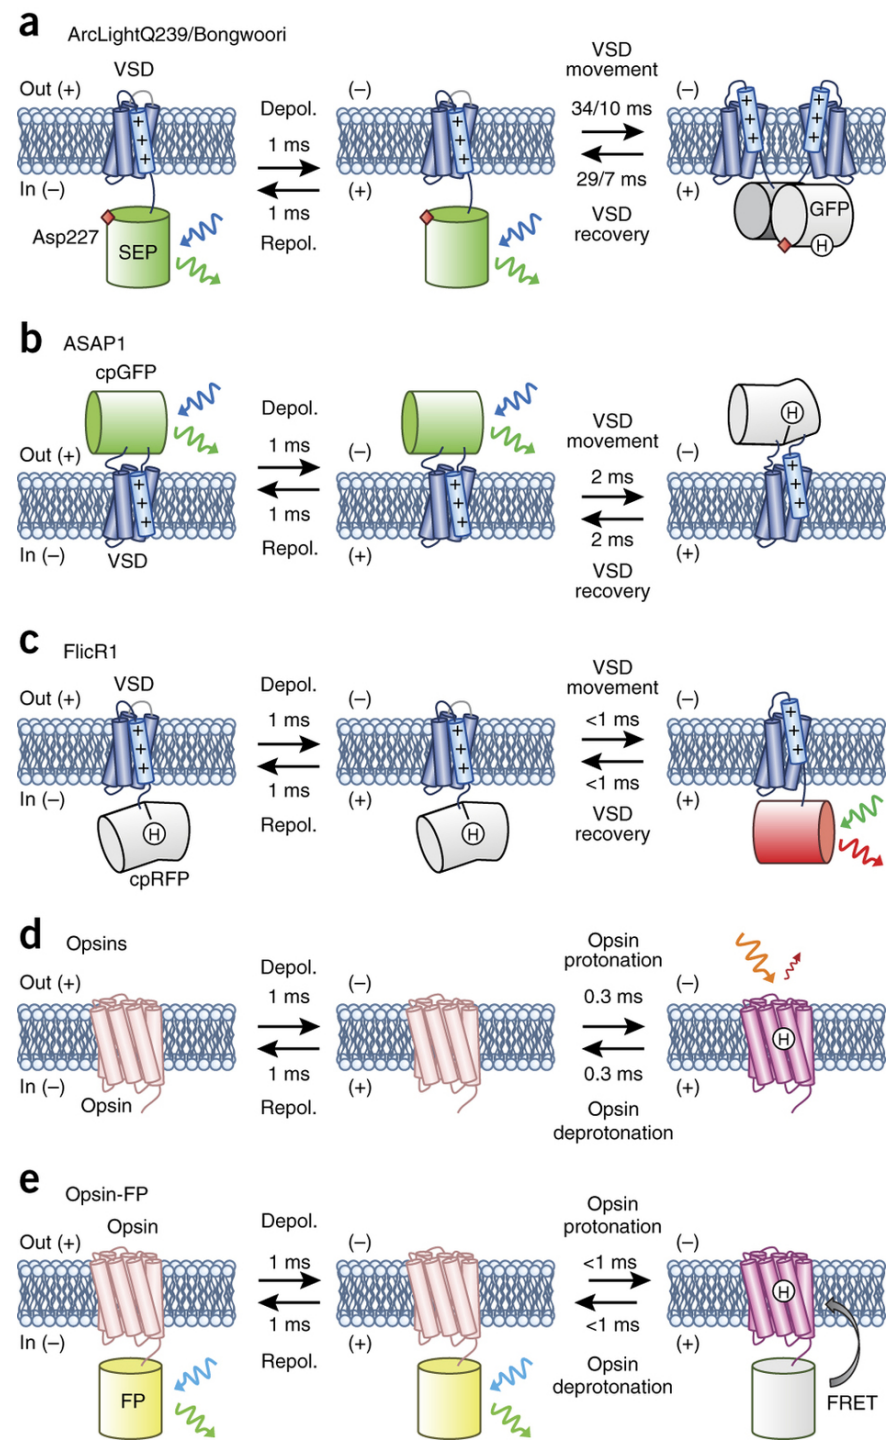 a
ArcLightQ239/Bongwoori
VSD
Out (+)
In (–)
Asp227
SEP
Depol.
1 ms
1 ms
Repol.
(–)
(+)
VSD
movement
34/10 ms
29/7 ms
VSD
recovery
(–)
(+)
+
+
+
+
+
+
+
+
+
+
+
+
GFP
H
b
ASAP1
cpGFP
Out (+)
In (–)
VSD
Depol.
1 ms
1 ms
Repol.
(–)
(+)
VSD
movement
2 ms
2 ms
VSD
recovery
(–)
(+)
+
+
+
+
+
+
+
+
+
H
c
FlicR1
VSD
Out (+)
In (–)
H
cpRFP
Depol.
1 ms
1 ms
Repol.
(–)
(+)
H
VSD
movement
<1 ms
<1 ms
VSD
recovery
(–)
(+)
+
+
+
+
+
+
+
+
+
d
Opsins
Out (+)
In (–)
Opsin
Depol.
1 ms
1 ms
Repol.
(–)
(+)
Opsin
protonation
0.3 ms
0.3 ms
Opsin
deprotonation
(–)
(+)
H
e
Opsin-FP
Opsin
Out (+)
In (–)
FP
Depol.
1 ms
1 ms
Repol.
(–)
(+)
Opsin
protonation
<1 ms
<1 ms
Opsin
deprotonation
(–)
(+)
H
FRET